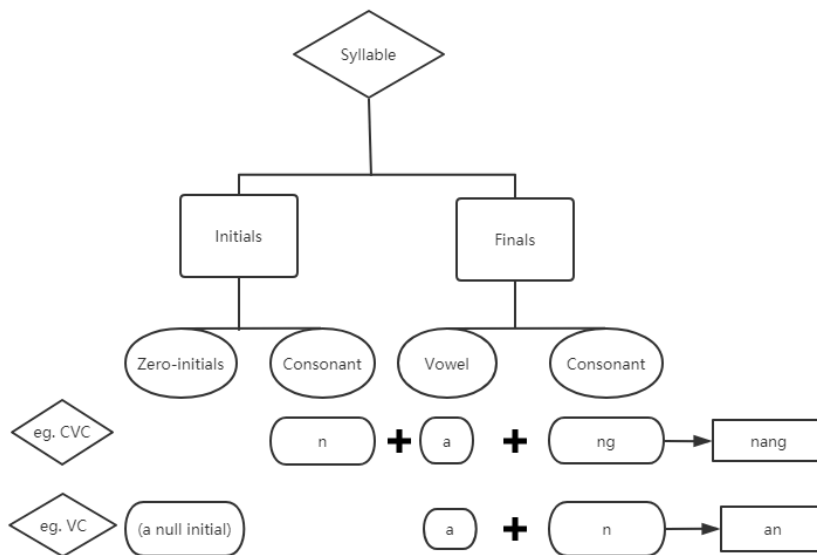 Syllable
Initials
Finals
Zero-initials
Consonant
Vowel
Consonant
eg. CVC
n + a + ng
nang
eg. VC
(a null initial)
a + n
an